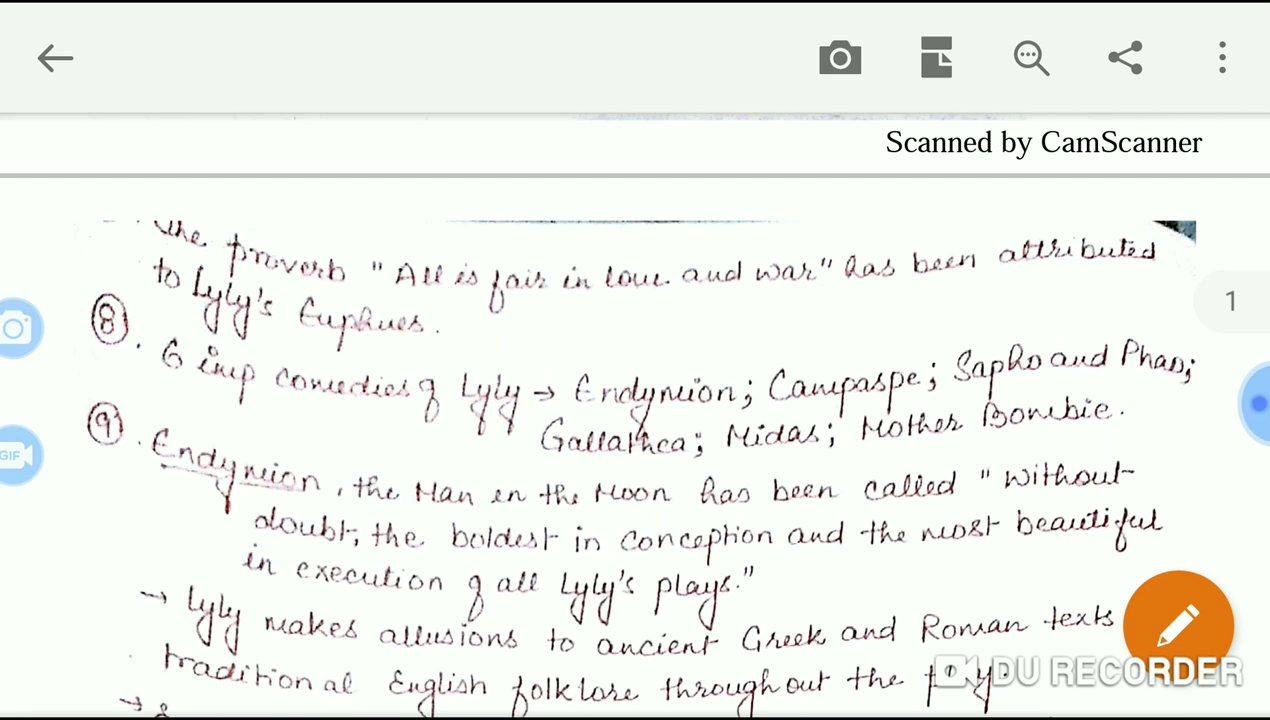 Scanned by CamScanner
The proverb "All is fair in love and war" has been attributed
to Lyly's Euphues.
1
⑧. 6 imp comedies of Lyly → Endymion; Campaspe; Sapho and Phao;
Gallathea; Midas; Mother Bombie.
⑨. Endymion, the Man in the Moon has been called "without
doubt, the boldest in conception and the most beautiful
in execution of all Lyly's plays."
GIF
→ Lyly makes allusions to ancient Greek and Roman texts
traditional English folklore throughout the play.
DU RECORDER